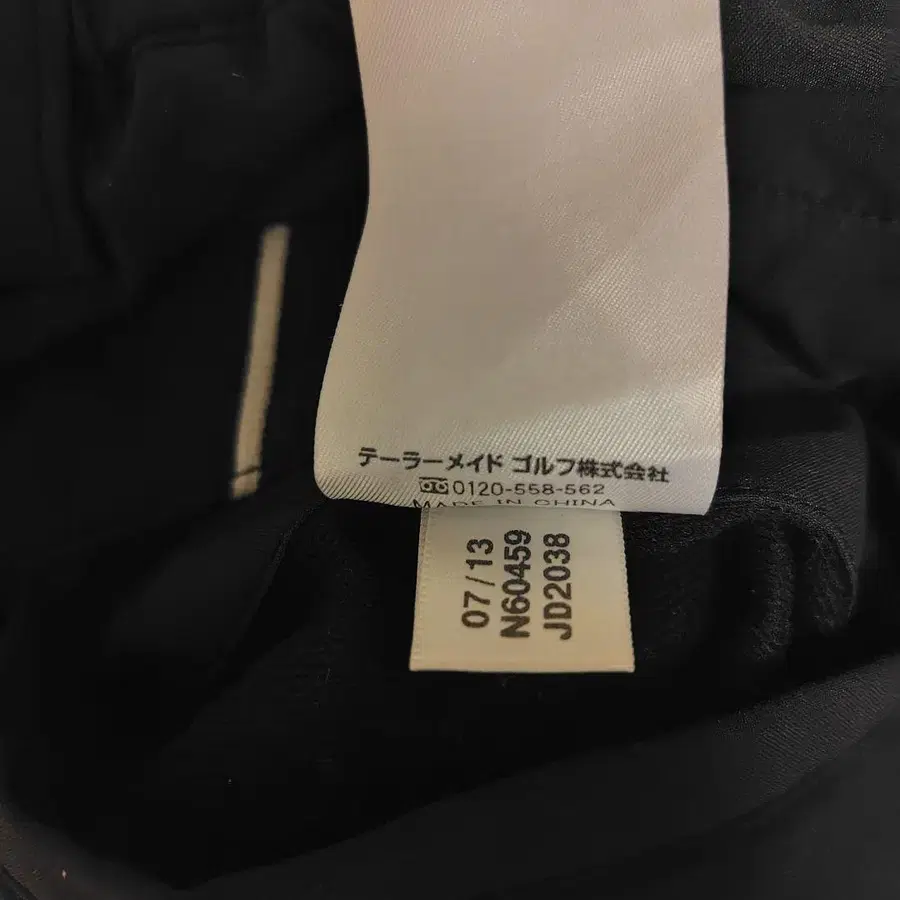 テーラーメイド ゴルフ株式会社
0120-558-562
MADE IN CHINA
07/13
N60459
JD2038